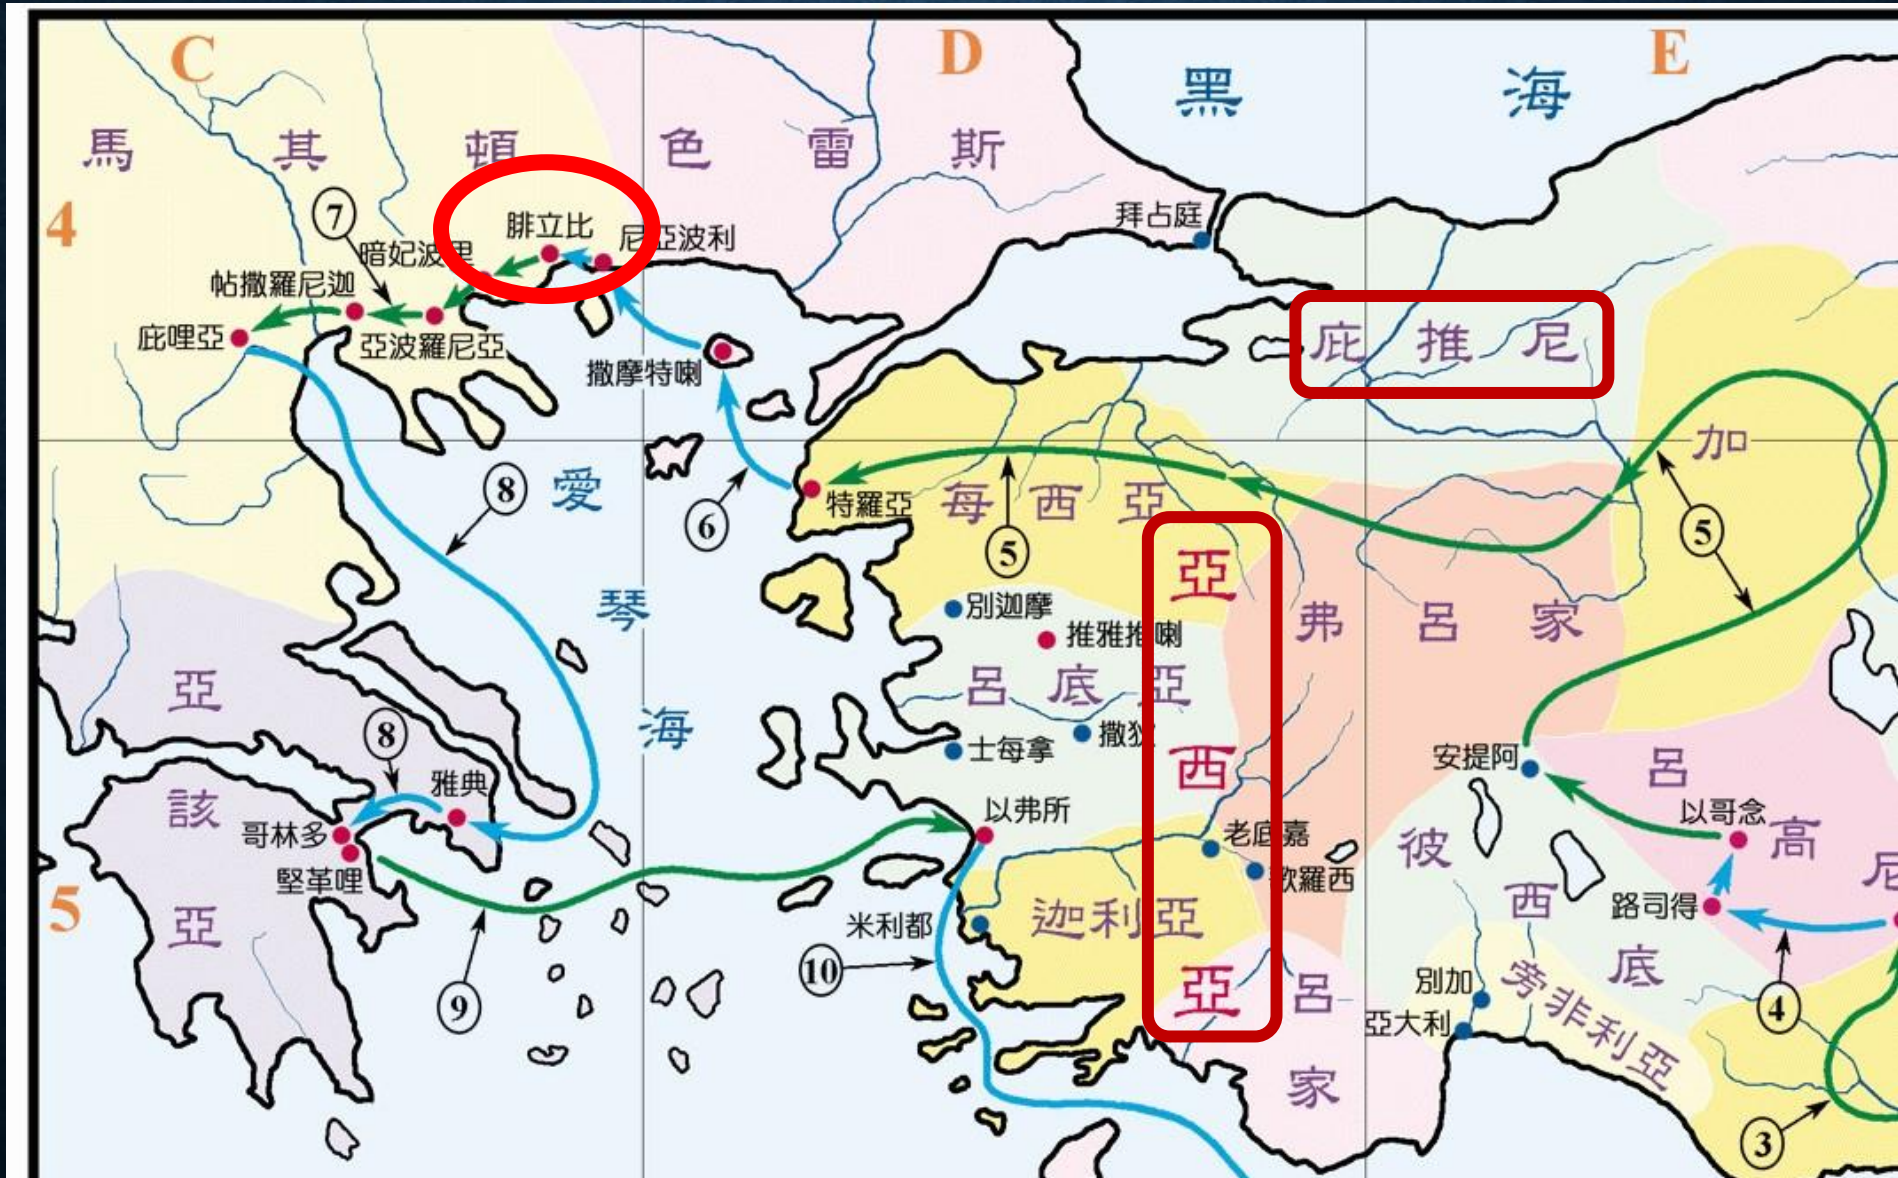 C
D
E
黑海
馬其頓
色雷斯
4
拜占庭
7
腓立比
尼亞波利
暗妃波里
帖撒羅尼迦
庇哩亞
亞波羅尼亞
撒摩特喇
庇推尼
加
8
愛琴海
6
特羅亞
每西亞
5
5
亞西亞
別迦摩
推雅推喇
弗呂家
呂底亞
撒狄
士每拿
亞該亞
8
雅典
哥林多
堅革哩
以弗所
安提阿
呂高尼
以哥念
老底嘉
歌羅西
彼西底
路司得
5
迦利亞
米利都
10
9
呂家
別加
亞大利
旁非利亞
4
3